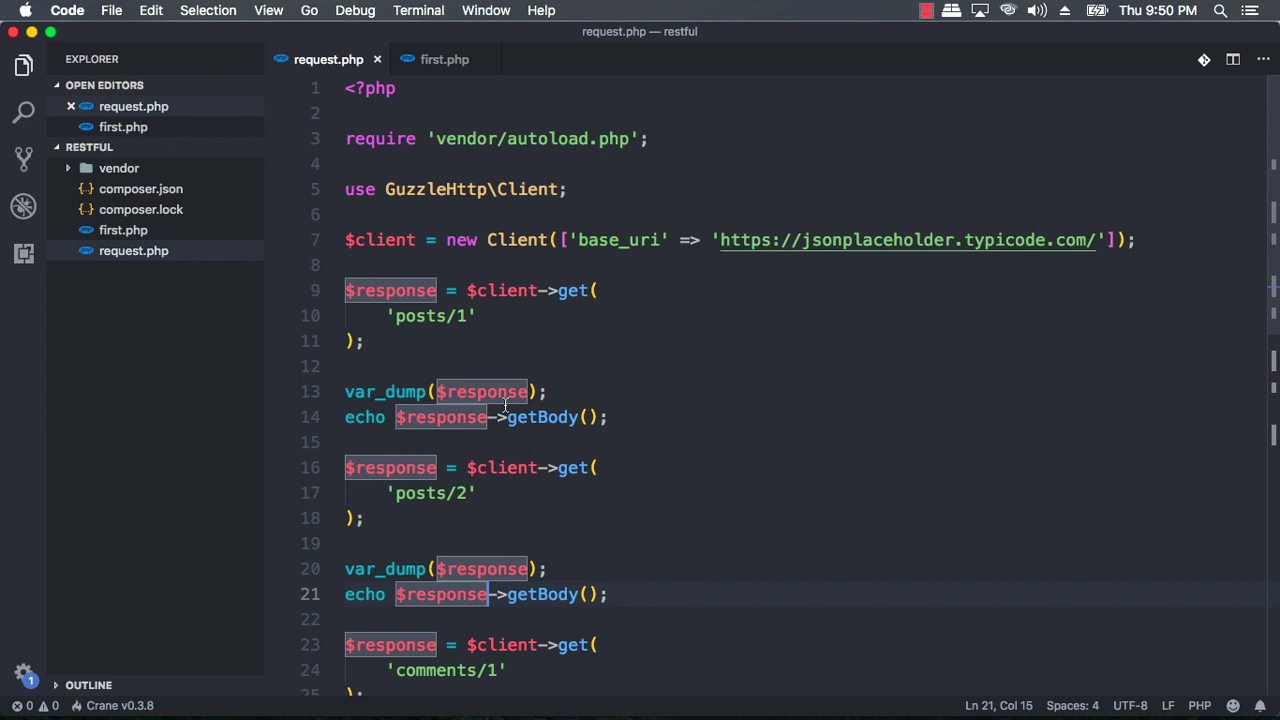 Code File Edit Selection View Go Debug Terminal Window Help Thu 9:50 PM
request.php — restful
EXPLORER
OPEN EDITORS
request.php
first.php
RESTFUL
vendor
{..} composer.json
{..} composer.lock
first.php
request.php
OUTLINE
request.php × first.php
1 <?php
2
3 require 'vendor/autoload.php';
4
5 use GuzzleHttp\Client;
6
7 $client = new Client(['base_uri' => 'https://jsonplaceholder.typicode.com/']);
8
9 $response = $client->get(
10 'posts/1'
11 );
12
13 var_dump($response);
14 echo $response->getBody();
15
16 $response = $client->get(
17 'posts/2'
18 );
19
20 var_dump($response);
21 echo $response->getBody();
22
23 $response = $client->get(
24 'comments/1'
25 );
1
0 0 Crane v0.3.8 Ln 21, Col 15 Spaces: 4 UTF-8 LF PHP